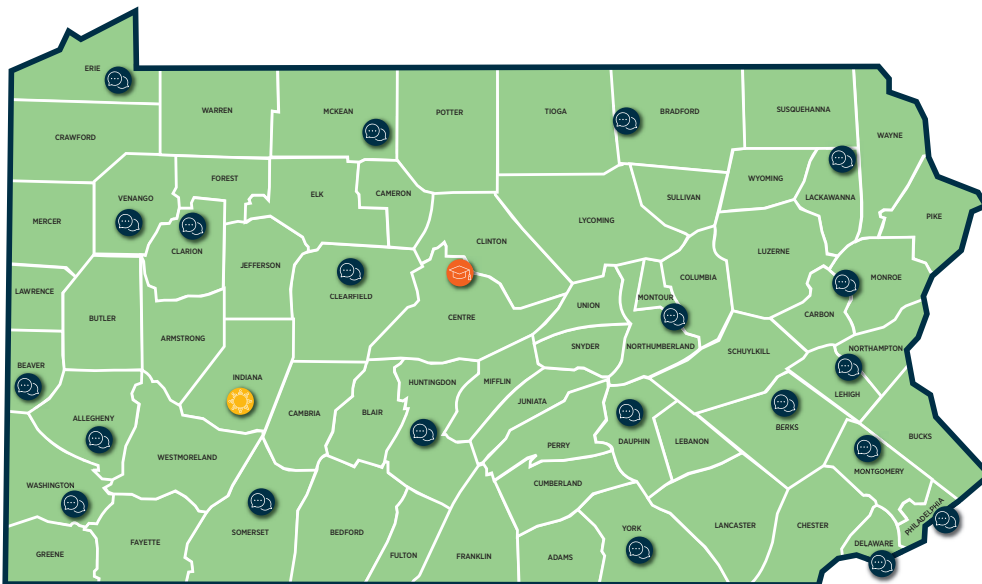 ERIE
WARREN
MCKEAN
POTTER
TIOGA
BRADFORD
SUSQUEHANNA
WAYNE
CRAWFORD
FOREST
VENANGO
ELK
CAMERON
WYOMING
LACKAWANNA
SULLIVAN
PIKE
MERCER
LYCOMING
CLARION
CLINTON
LUZERNE
JEFFERSON
COLUMBIA
MONROE
LAWRENCE
CLEARFIELD
MONTOUR
UNION
CARBON
BUTLER
CENTRE
ARMSTRONG
SNYDER
NORTHUMBERLAND
SCHUYLKILL
NORTHAMPTON
BEAVER
INDIANA
HUNTINGDON
MIFFLIN
LEHIGH
JUNIATA
ALLEGHENY
CAMBRIA
BLAIR
BERKS
BUCKS
PERRY
DAUPHIN
LEBANON
WESTMORELAND
MONTGOMERY
WASHINGTON
CUMBERLAND
PHILADELPHIA
SOMERSET
BEDFORD
YORK
LANCASTER
CHESTER
FAYETTE
DELAWARE
GREENE
FULTON
FRANKLIN
ADAMS